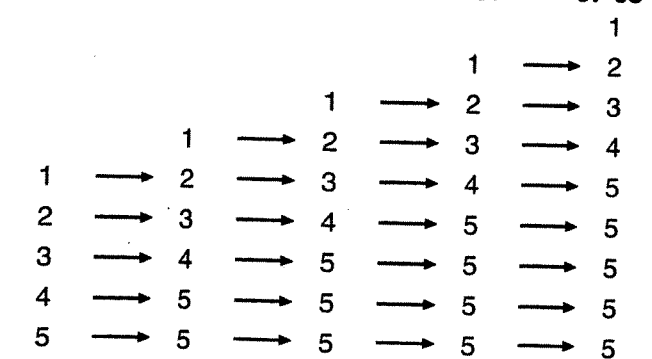 1
1 → 2
1 → 2 → 3
1 → 2 → 3 → 4
1 → 2 → 3 → 4 → 5
2 → 3 → 4 → 5 → 5
3 → 4 → 5 → 5 → 5
4 → 5 → 5 → 5 → 5
5 → 5 → 5 → 5 → 5